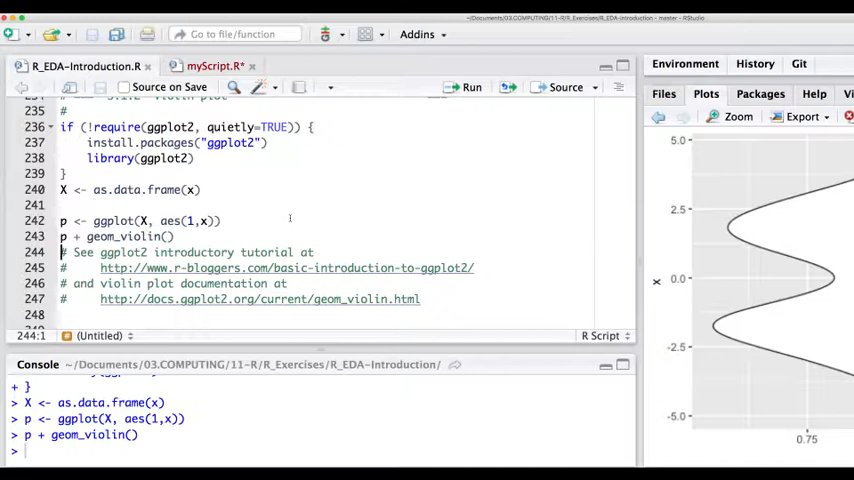 ~/Documents/03.COMPUTING/11-R/R_Exercises/R_EDA-Introduction - master - RStudio
Go to file/function
Addins
R_EDA-Introduction.R
myScript.R*
Source on Save
Run
Source
Environment
History
Git
Files
Plots
Packages
Help
Zoom
Export
235 #
236 if (!require(ggplot2, quietly=TRUE)) {
237 install.packages("ggplot2")
238 library(ggplot2)
239 }
240 X <- as.data.frame(x)
241
242 p <- ggplot(X, aes(1,x))
243 p + geom_violin()
244 # See ggplot2 introductory tutorial at
245 # http://www.r-bloggers.com/basic-introduction-to-ggplot2/
246 # and violin plot documentation at
247 # http://docs.ggplot2.org/current/geom_violin.html
248
244:1
(Untitled)
R Script
Console ~/Documents/03.COMPUTING/11-R/R_Exercises/R_EDA-Introduction/
+ }
> X <- as.data.frame(x)
> p <- ggplot(X, aes(1,x))
> p + geom_violin()
>
5.0
2.5
0.0
-2.5
-5.0
x
0.75